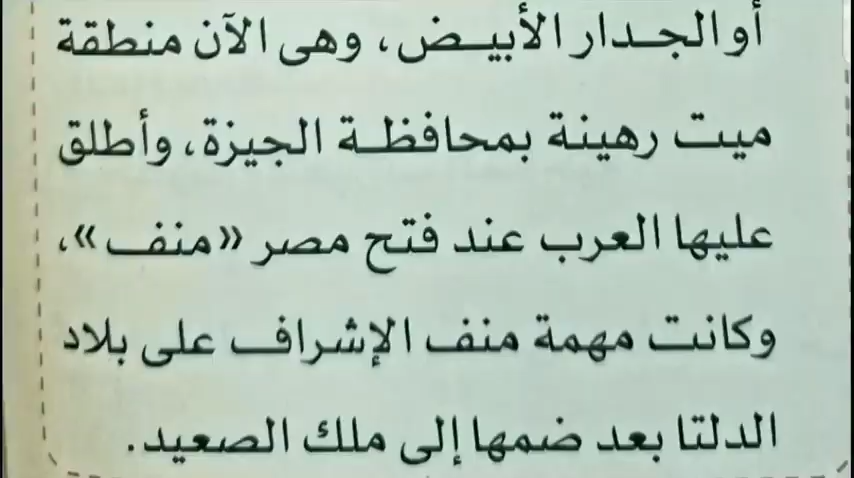 أو الجدار الأبيض، وهى الآن منطقة
ميت رهينة بمحافظة الجيزة، وأطلق
عليها العرب عند فتح مصر «منف»،
وكانت مهمة منف الإشراف على بلاد
الدلتا بعد ضمها إلى ملك الصعيد.